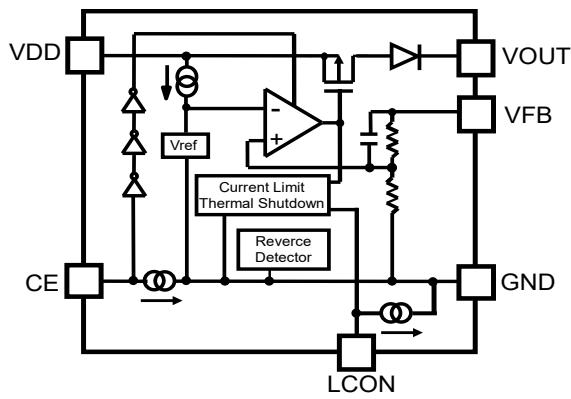 VDD
VOUT
VFB
-
+
Vref
Current Limit
Thermal Shutdown
Reverce
Detector
CE
GND
LCON